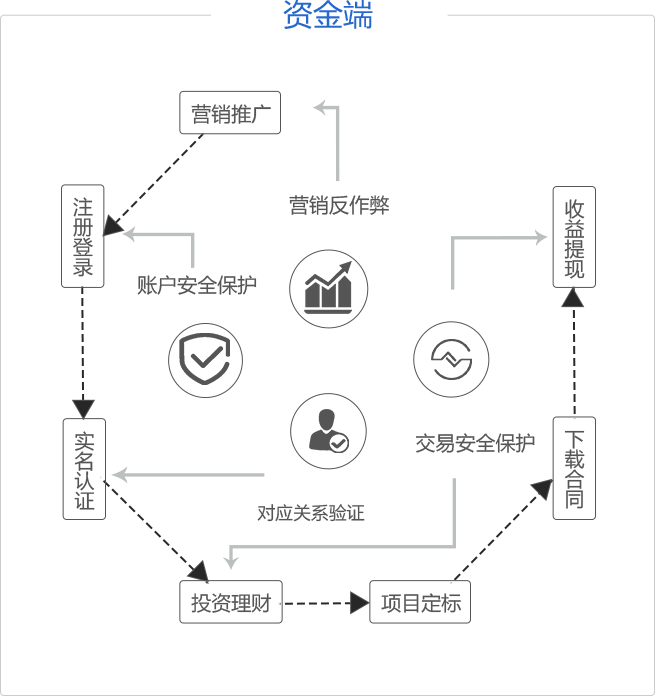 资金端
营销推广
营销反作弊
注册登录
收益提现
账户安全保护
交易安全保护
实名认证
下载合同
对应关系验证
投资理财
项目定标